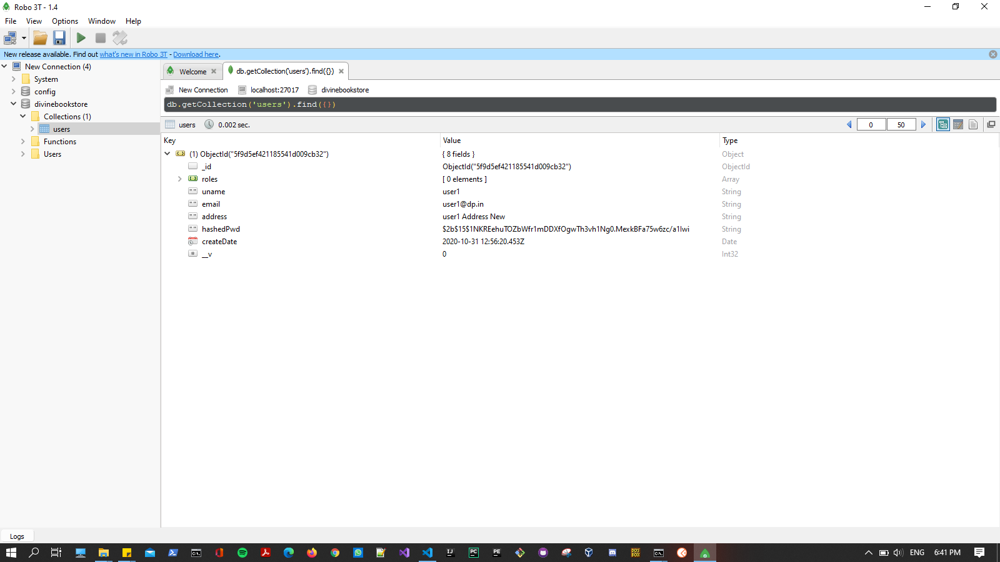 Robo 3T - 1.4
File View Options Window Help
New release available. Find out what's new in Robo 3T - Download here.
New Connection (4)
System
config
divinebookstore
Collections (1)
users
Functions
Users
Welcome
db.getCollection('users').find({})
New Connection localhost:27017 divinebookstore
db.getCollection('users').find({})
users 0.002 sec. 0 50
Key Value Type
(1) ObjectId("5f9d5ef421185541d009cb32") { 8 fields } Object
_id ObjectId("5f9d5ef421185541d009cb32") ObjectId
roles [ 0 elements ] Array
uname user1 String
email user1@dp.in String
address user1 Address New String
hashedPwd $2b$15$1NKREehuTOZbWfr1mDDXfOgwTh3vh1Ng0.MexkBFa75w6zc/a1Iwi String
createDate 2020-10-31 12:56:20.453Z Date
__v 0 Int32
Logs
ENG 6:41 PM